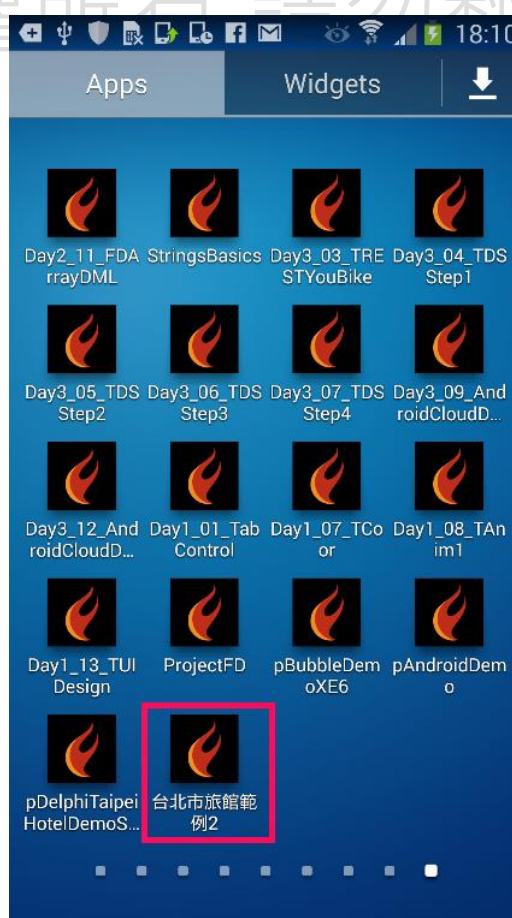 18:10
Apps
Widgets
Day2_11_FDA
rrayDML
StringsBasics
Day3_03_TRE
STYouBike
Day3_04_TDS
Step1
Day3_05_TDS
Step2
Day3_06_TDS
Step3
Day3_07_TDS
Step4
Day3_09_And
roidCloudD...
Day3_12_And
roidCloudD...
Day1_01_Tab
Control
Day1_07_TCo
or
Day1_08_TAn
im1
Day1_13_TUI
Design
ProjectFD
pBubbleDem
oXE6
pAndroidDem
o
pDelphiTaipei
HotelDemoS...
台北市旅館範
例2